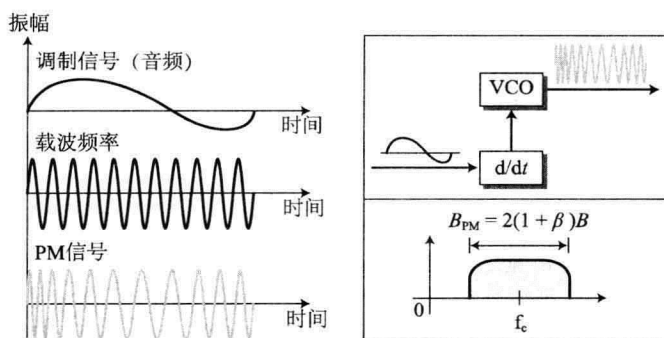 振幅
调制信号（音频）
时间
载波频率
时间
PM信号
时间
VCO
d/dt
B_PM = 2(1 + β)B
0
f_c